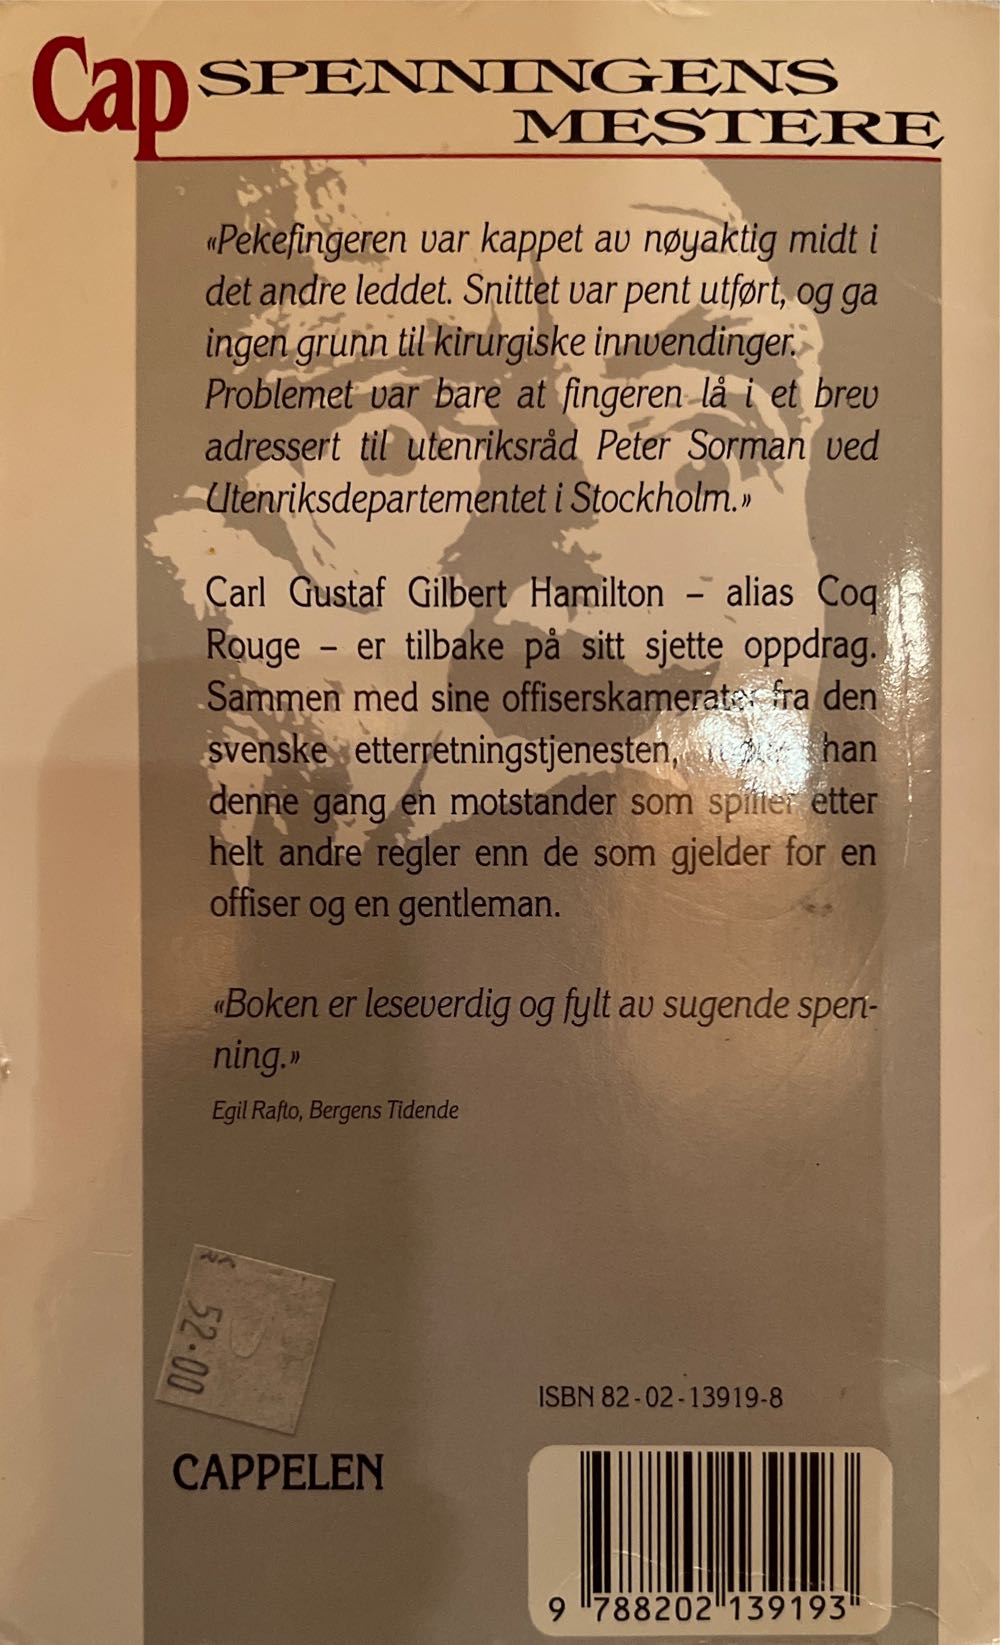 Cap SPENNINGENS
MESTERE
«Pekefingeren var kappet av nøyaktig midt i
det andre leddet. Snittet var pent utført, og ga
ingen grunn til kirurgiske innvendinger.
Problemet var bare at fingeren lå i et brev
adressert til utenriksråd Peter Sorman ved
Utenriksdepartementet i Stockholm.»
Carl Gustaf Gilbert Hamilton – alias Coq
Rouge – er tilbake på sitt sjette oppdrag.
Sammen med sine offiserskamerater fra den
svenske etterretningstjenesten, han
denne gang en motstander som spiller etter
helt andre regler enn de som gjelder for en
offiser og en gentleman.
«Boken er leseverdig og fylt av sugende spen-
ning.»
Egil Rafto, Bergens Tidende
52.00
ISBN 82-02-13919-8
CAPPELEN
9 788202 139193